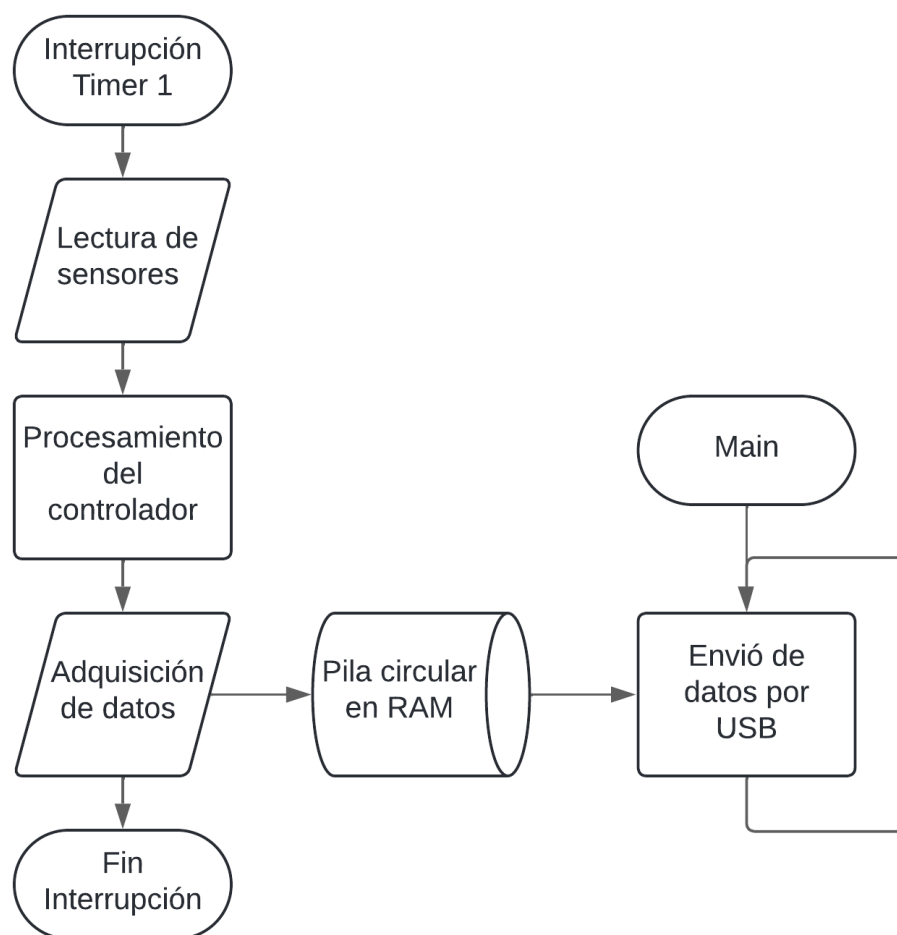 Interrupción
Timer 1
Lectura de
sensores
Procesamiento
del
controlador
Main
Adquisición
de datos
Pila circular
en RAM
Envió de
datos por
USB
Fin
Interrupción